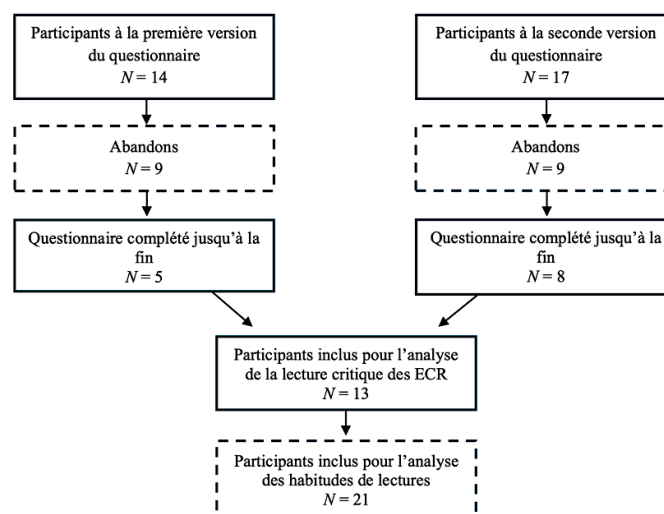 Participants à la première version
du questionnaire
N = 14
Participants à la seconde version
du questionnaire
N = 17
Abandons
N = 9
Abandons
N = 9
Questionnaire complété jusqu’à la
fin
N = 5
Questionnaire complété jusqu’à la
fin
N = 8
Participants inclus pour l’analyse
de la lecture critique des ECR
N = 13
Participants inclus pour l’analyse
des habitudes de lectures
N = 21